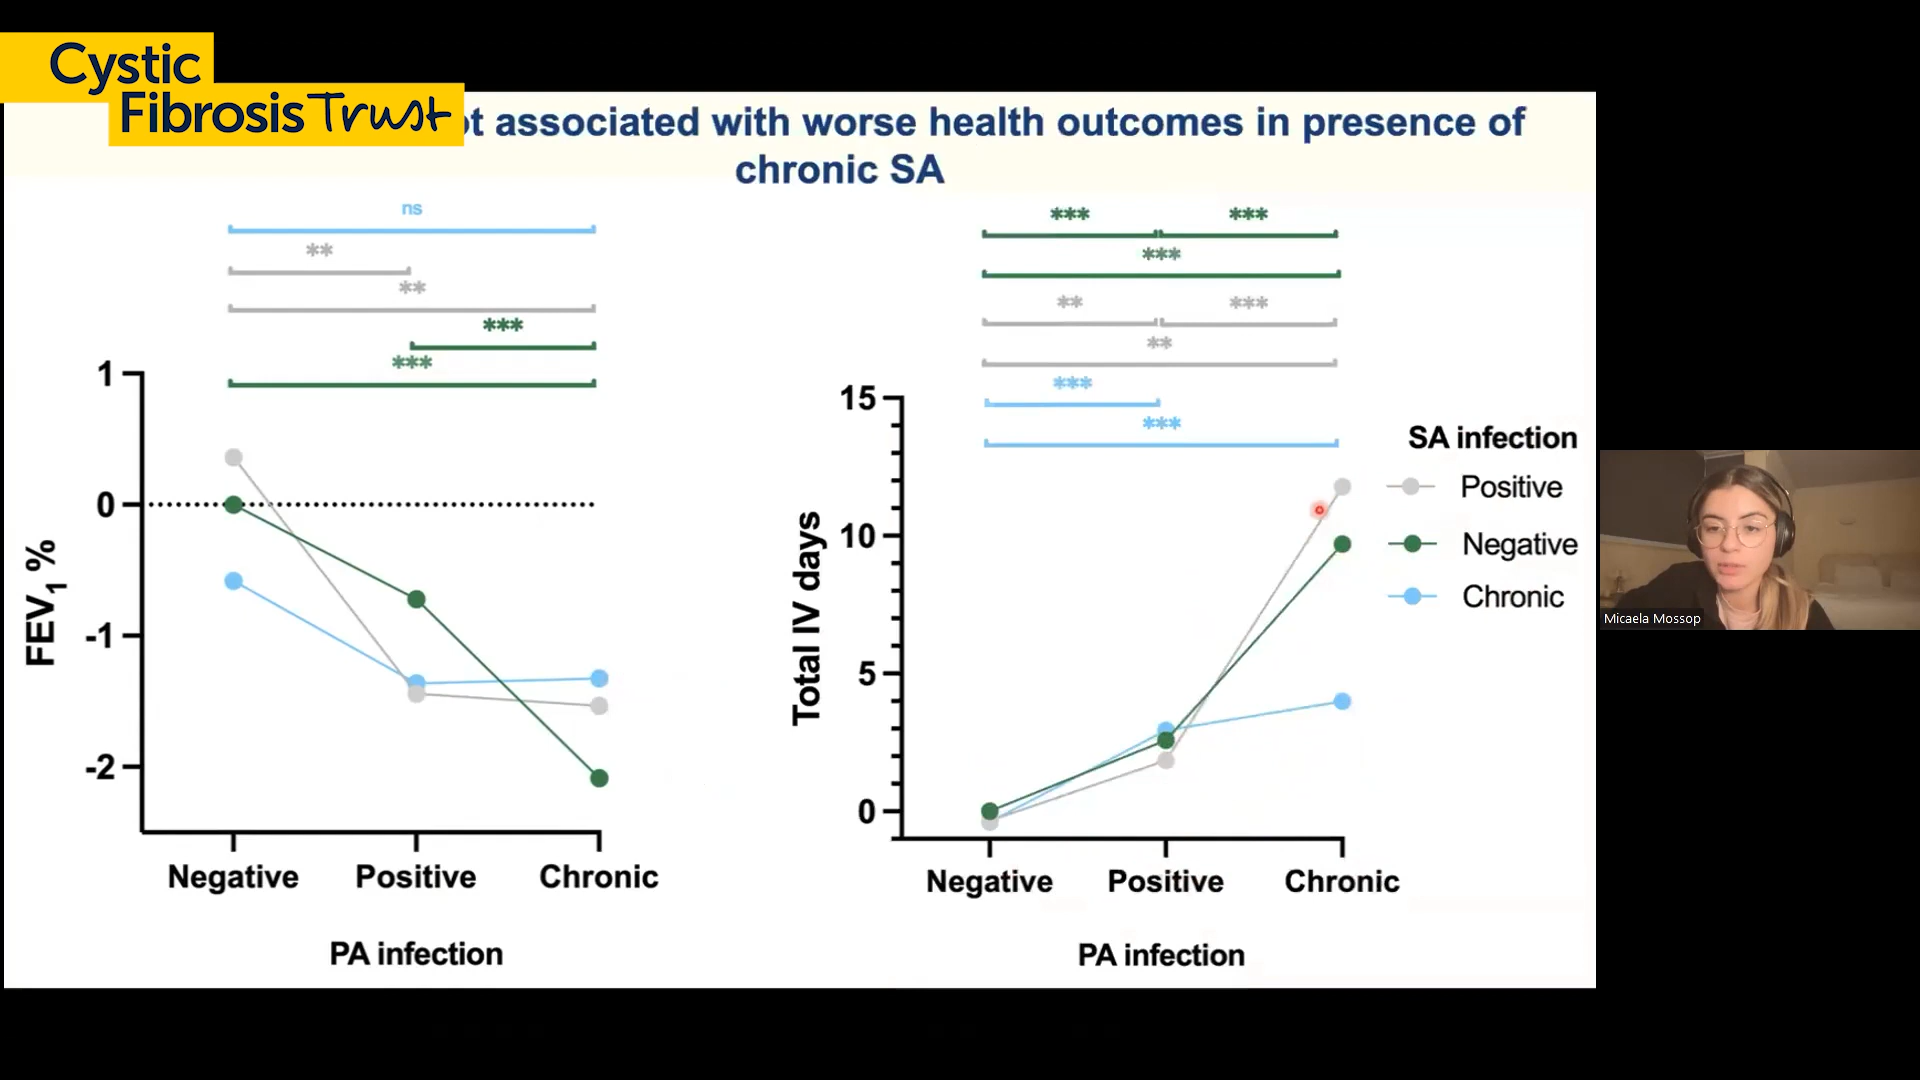 Cystic
Fibrosis Trust
ot associated with worse health outcomes in presence of
chronic SA
ns
**
**
***
***
1
0
-1
-2
FEV1 %
Negative
Positive
Chronic
PA infection
***
***
***
**
***
**
***
***
15
10
5
0
Total IV days
Negative
Positive
Chronic
PA infection
SA infection
Positive
Negative
Chronic
Micaela Mossop